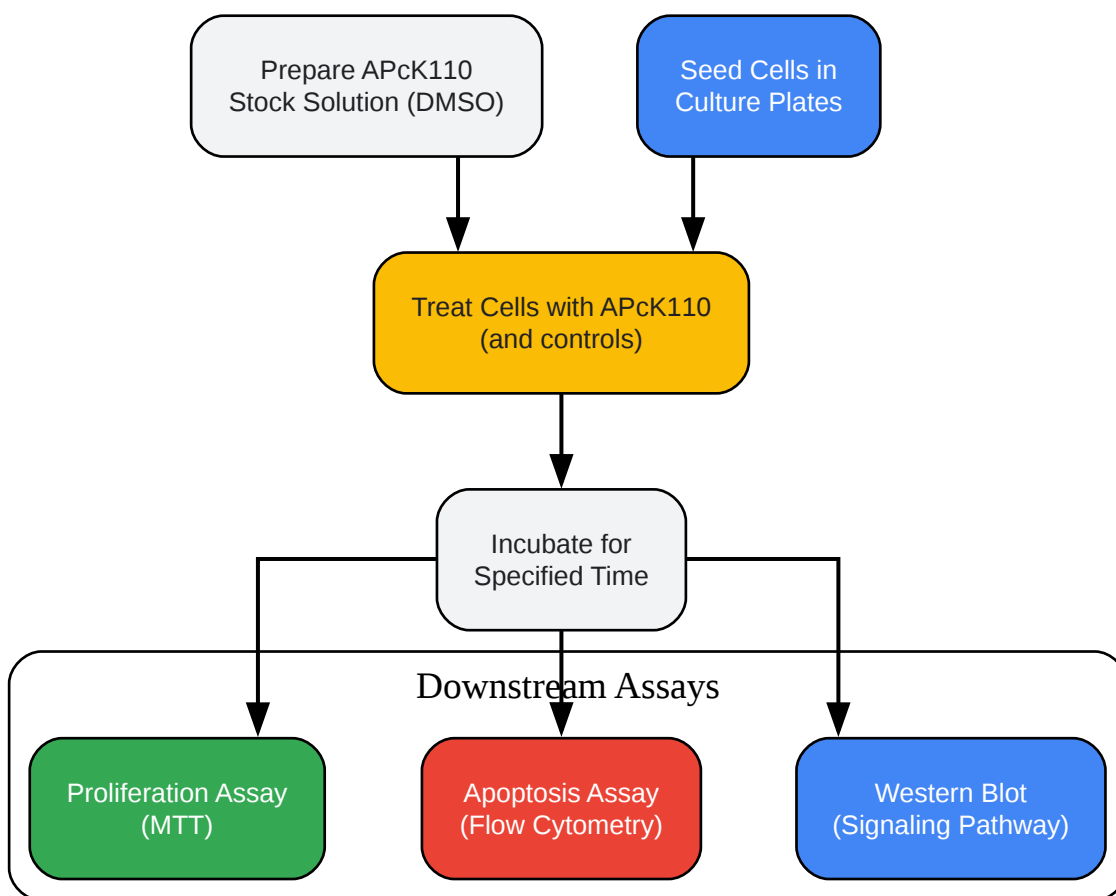 Prepare APcK110
Stock Solution (DMSO)
Seed Cells in
Culture Plates
Treat Cells with APcK110
(and controls)
Incubate for
Specified Time
Downstream Assays
Proliferation Assay
(MTT)
Apoptosis Assay
(Flow Cytometry)
Western Blot
(Signaling Pathway)